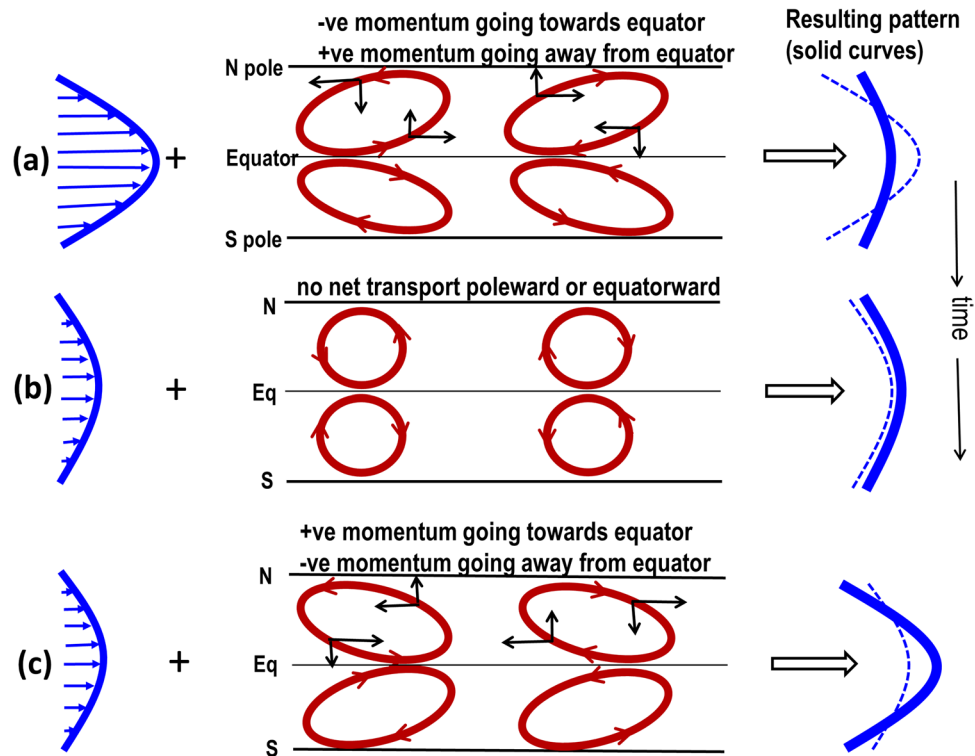 -ve momentum going towards equator
+ve momentum going away from equator
Resulting pattern
(solid curves)
N pole
(a)
+
Equator
S pole
no net transport poleward or equatorward
N
(b)
+
Eq
S
time
+ve momentum going towards equator
-ve momentum going away from equator
N
(c)
+
Eq
S